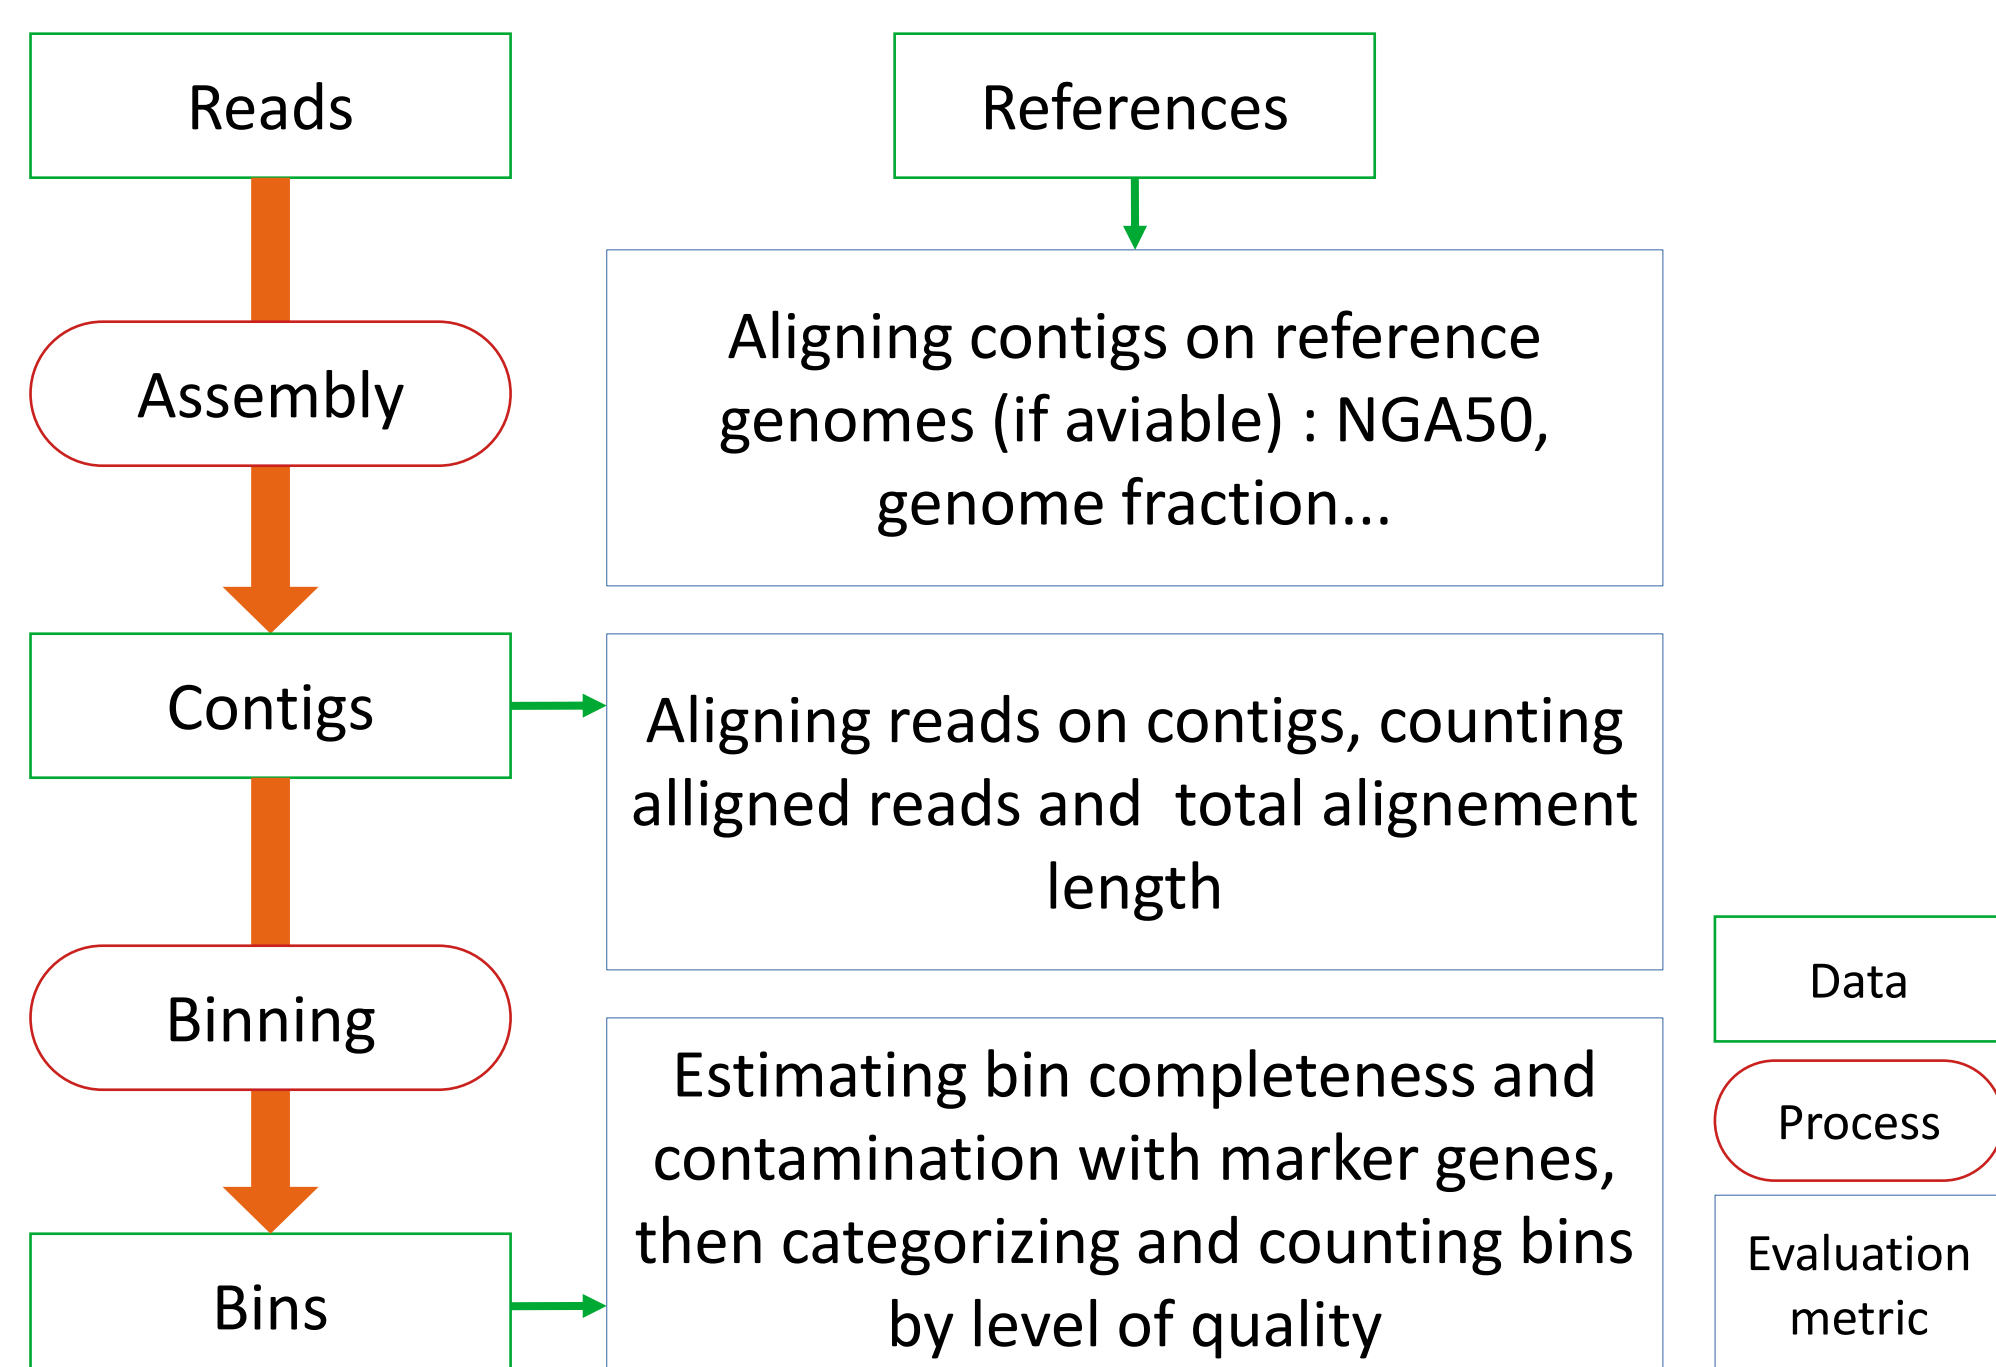 Reads
References
Assembly
Aligning contigs on reference
genomes (if aviable) : NGA50,
genome fraction...
Contigs
Aligning reads on contigs, counting
alligned reads and  total alignement
length
Binning
Estimating bin completeness and
contamination with marker genes,
then categorizing and counting bins
by level of quality
Bins
Data
Process
Evaluation
metric